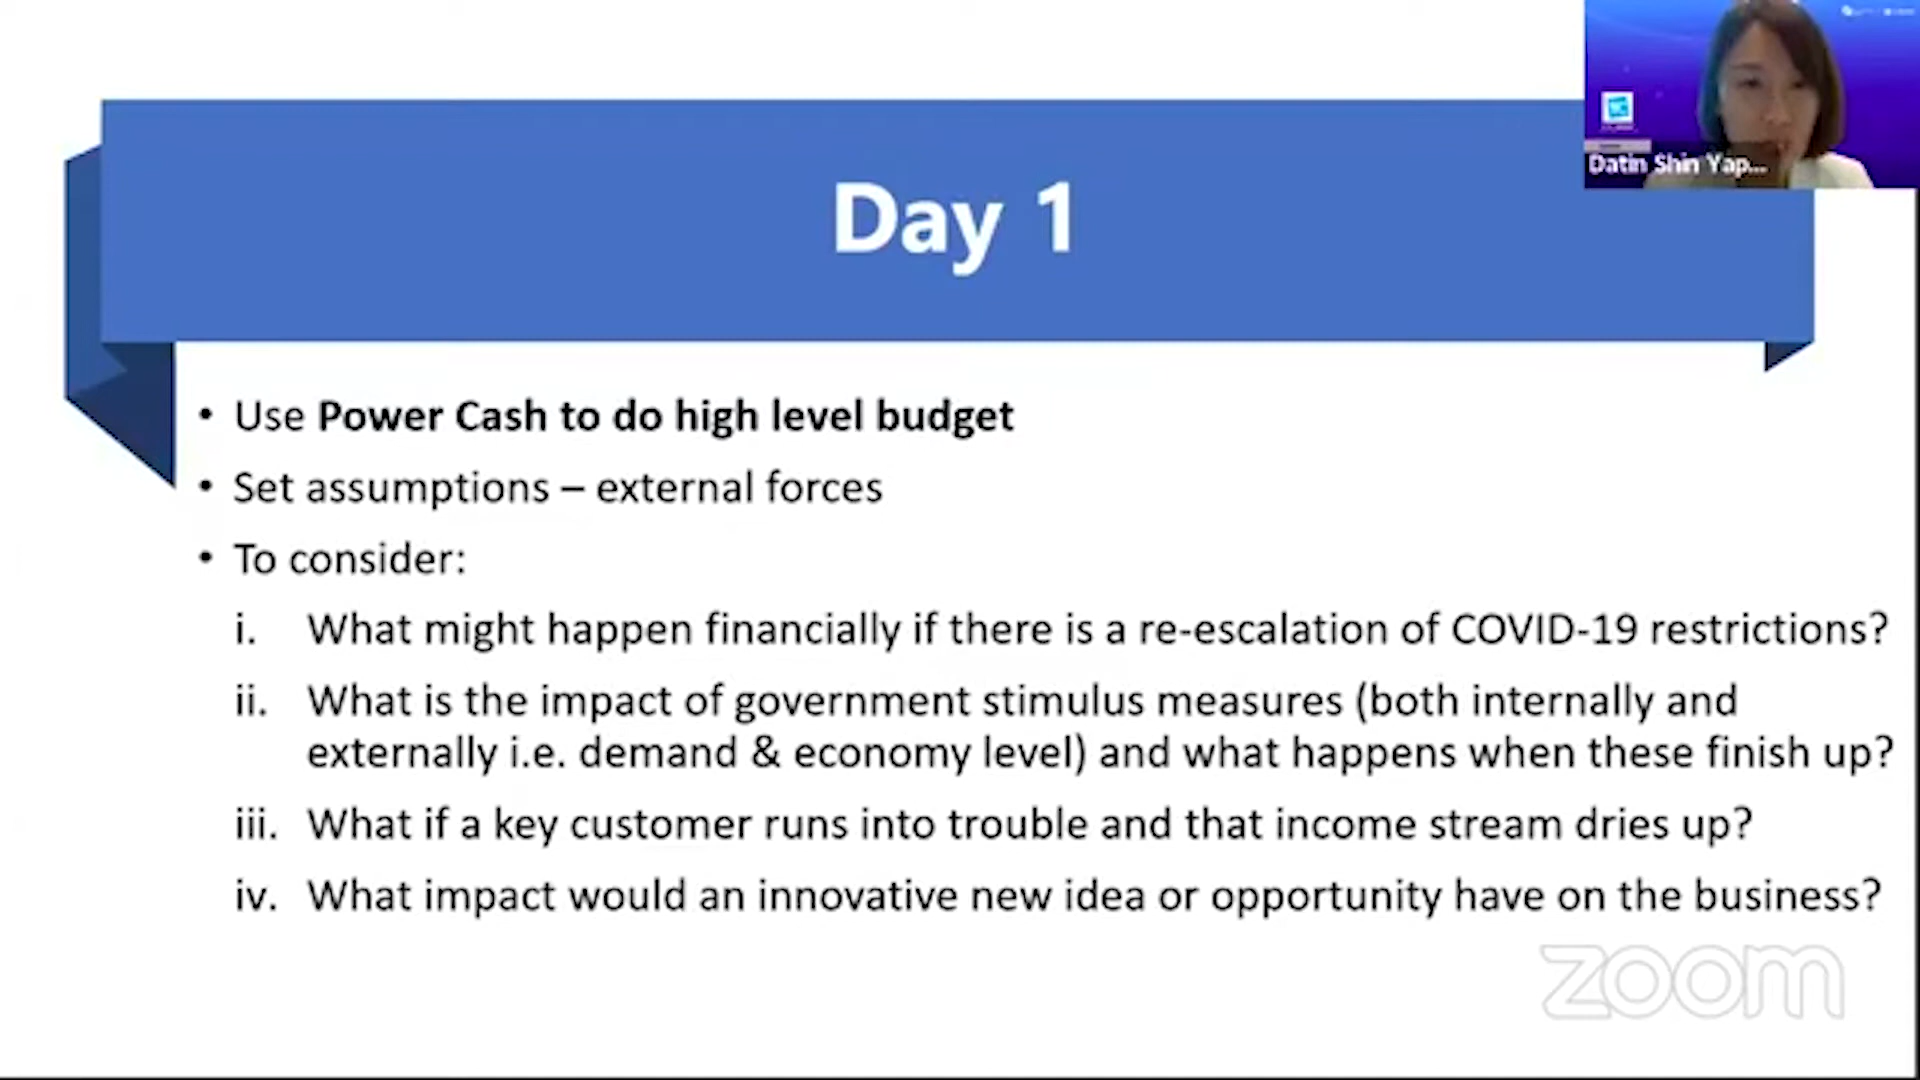 Datin Shin Yap...
Day 1
• Use Power Cash to do high level budget
• Set assumptions – external forces
• To consider:
i. What might happen financially if there is a re-escalation of COVID-19 restrictions?
ii. What is the impact of government stimulus measures (both internally and
externally i.e. demand & economy level) and what happens when these finish up?
iii. What if a key customer runs into trouble and that income stream dries up?
iv. What impact would an innovative new idea or opportunity have on the business?
zoom